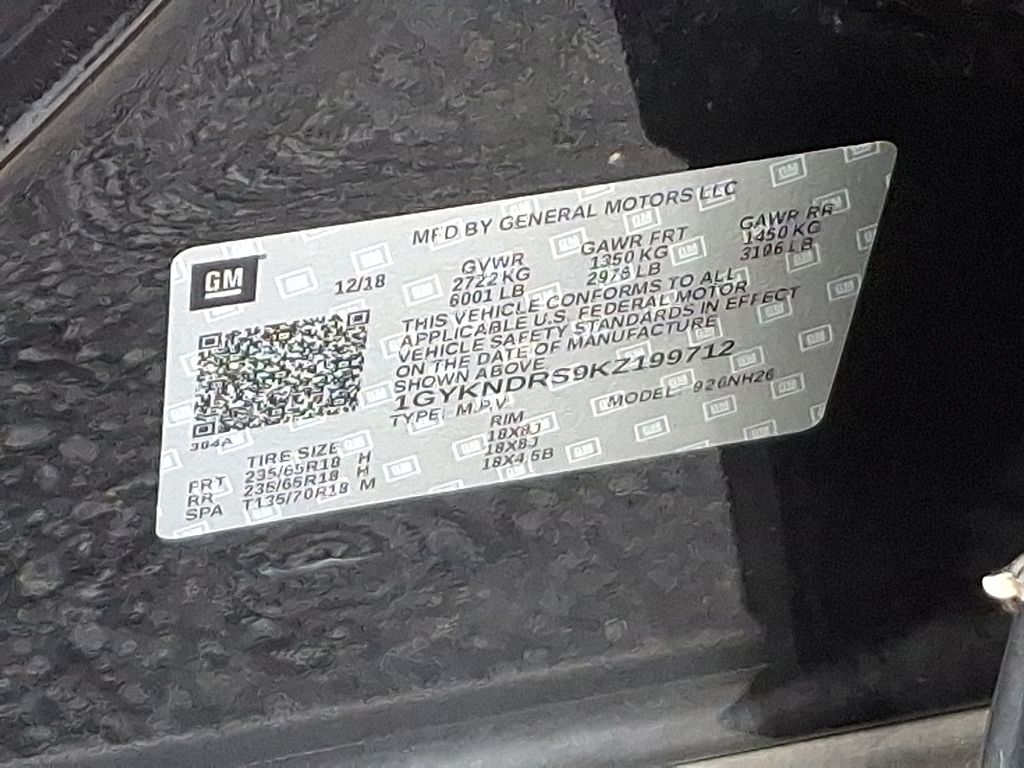 GM
MFD BY GENERAL MOTORS LLC
12/18
GVWR GAWR FRT GAWR RR
2722 KG 1350 KG 1450 KG
6001 LB 2976 LB 3196 LB
THIS VEHICLE CONFORMS TO ALL
APPLICABLE U.S. FEDERAL MOTOR
VEHICLE SAFETY STANDARDS IN EFFECT
ON THE DATE OF MANUFACTURE
SHOWN ABOVE
1GYKNDRS9KZ199712
TYPE: M.P.V. MODEL:
TIRE SIZE RIM
FRT 235/65R18 H 18X8J
RR 235/65R18 H 18X8J
SPA T135/70R18 M 18X4.5B